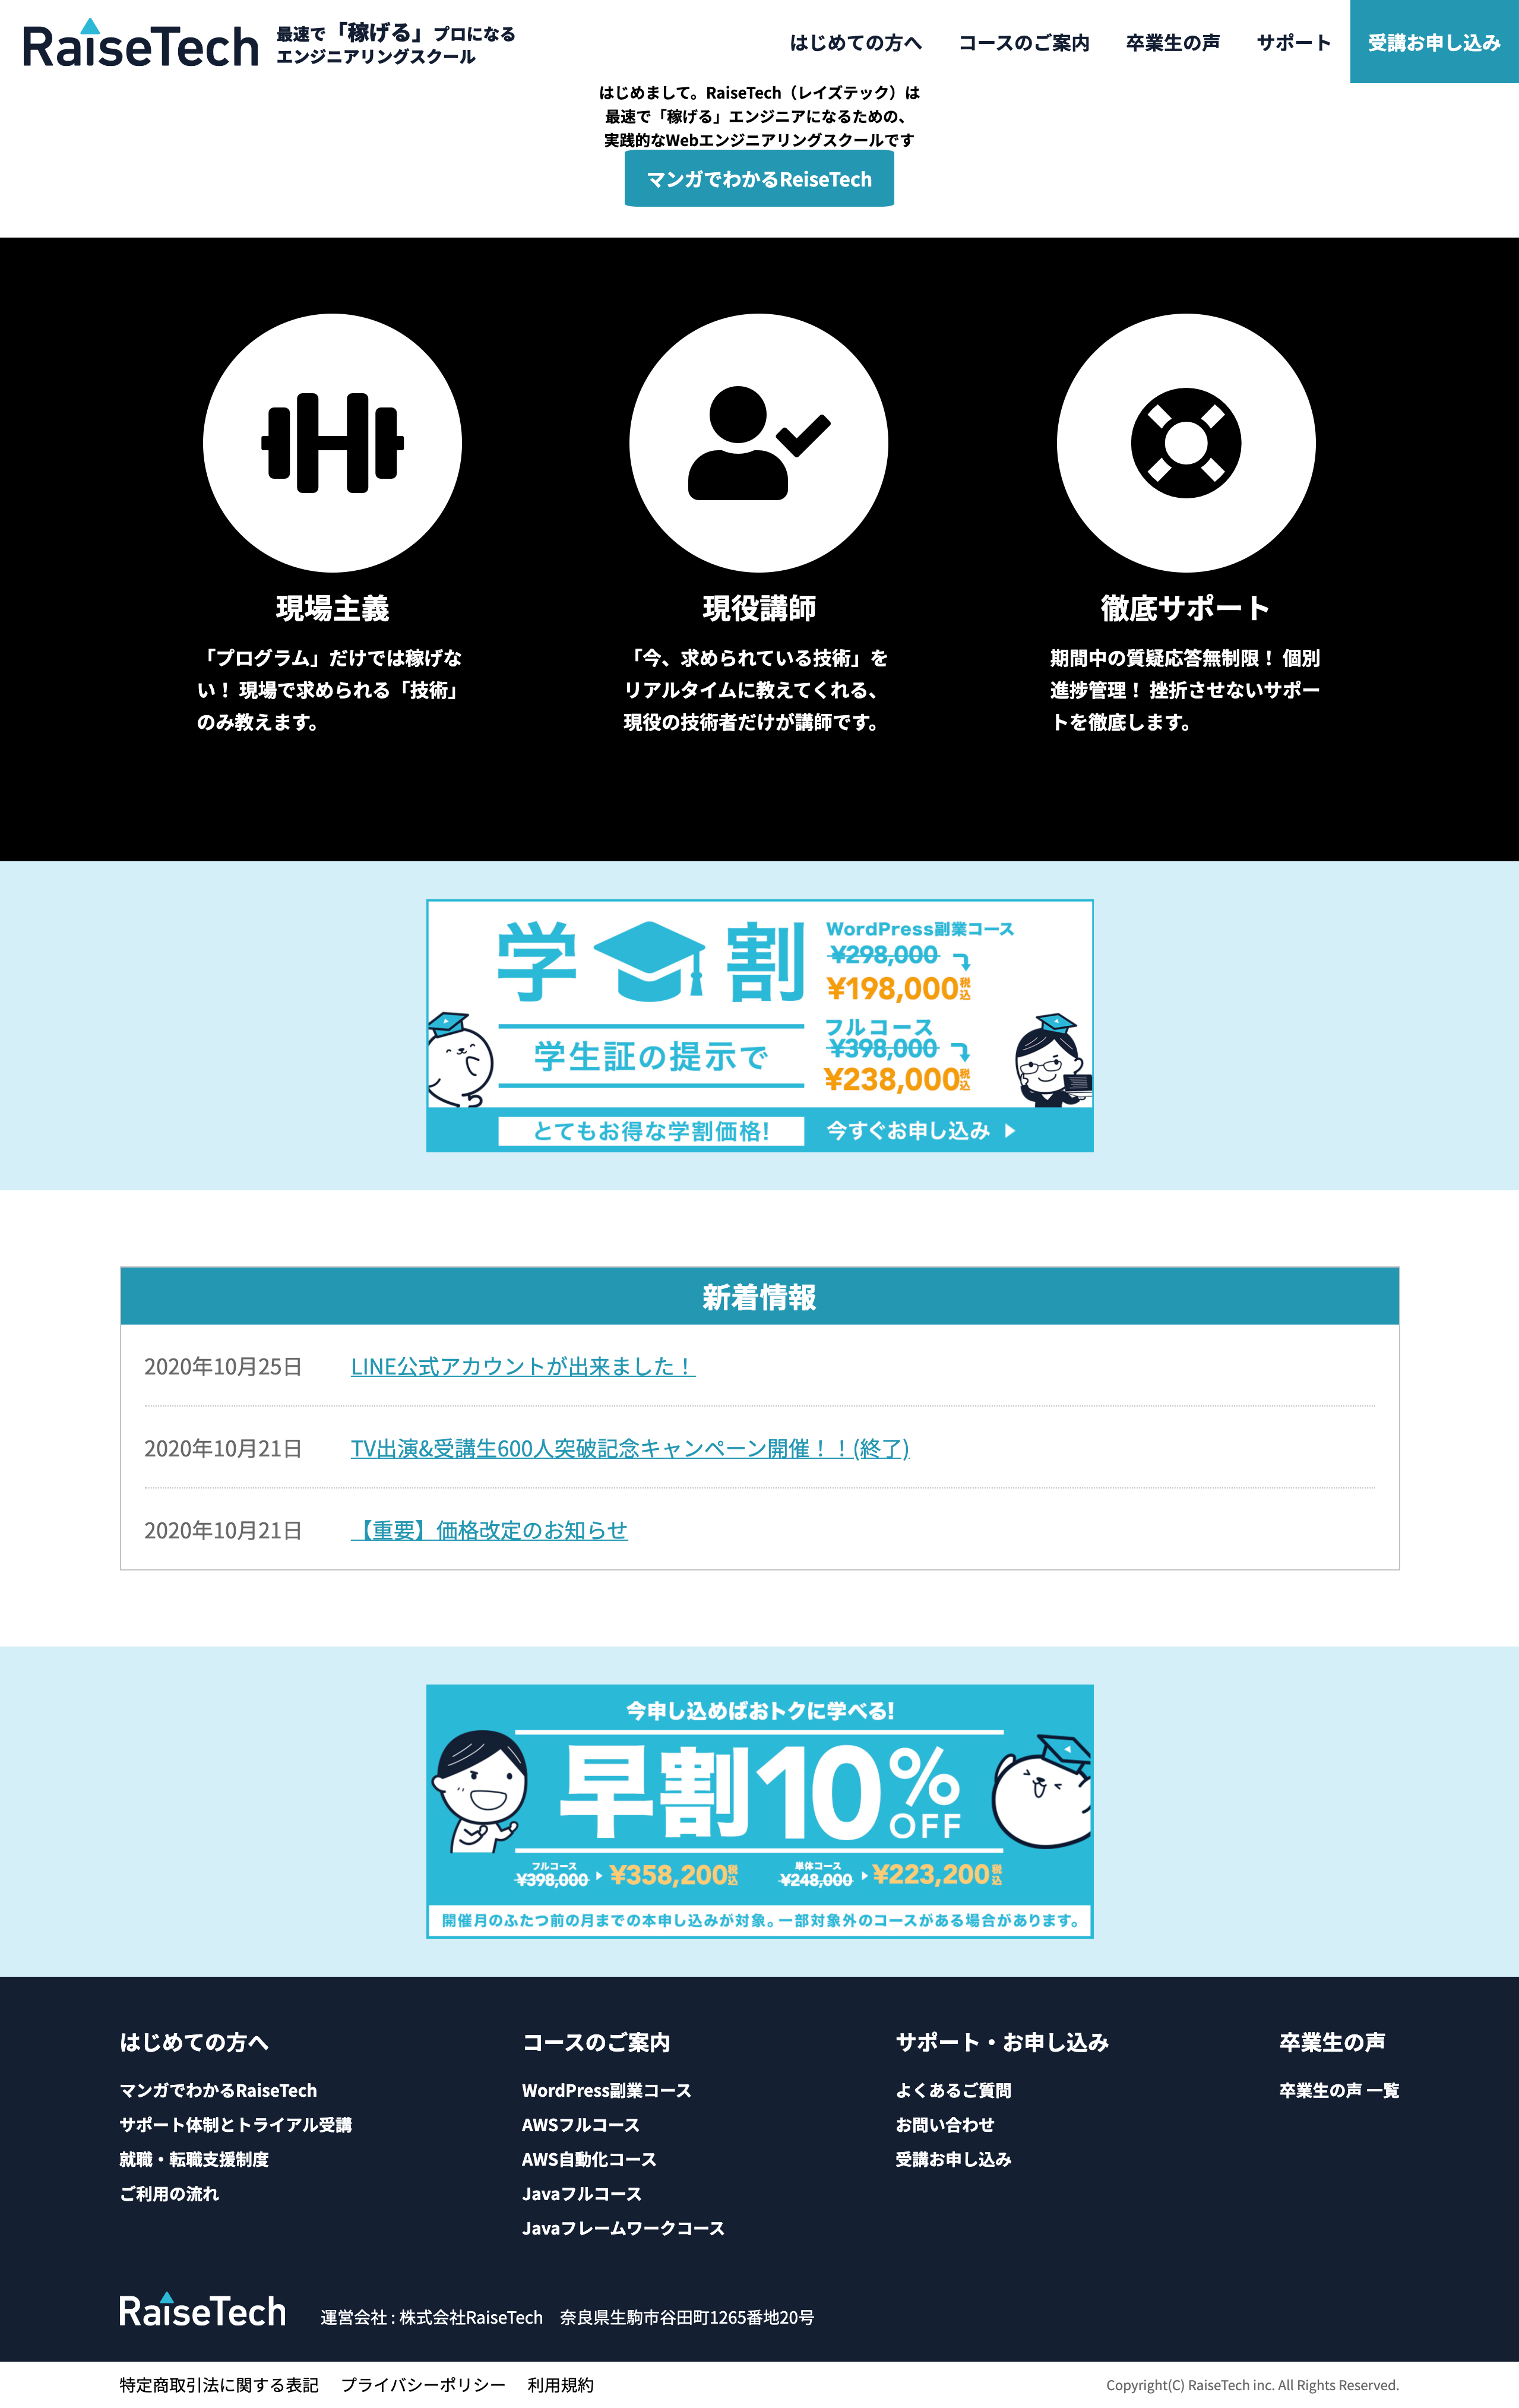 RaiseTech
最速で「稼げる」プロになる
エンジニアリングスクール
はじめての方へ
コースのご案内
卒業生の声
サポート
受講お申し込み
はじめまして。RaiseTech（レイズテック）は
最速で「稼げる」エンジニアになるための、
実践的なWebエンジニアリングスクールです
マンガでわかるReiseTech
現場主義
「プログラム」だけでは稼げな
い！ 現場で求められる「技術」
のみ教えます。
現役講師
「今、求められている技術」を
リアルタイムに教えてくれる、
現役の技術者だけが講師です。
徹底サポート
期間中の質疑応答無制限！ 個別
進捗管理！ 挫折させないサポー
トを徹底します。
学割
学生証の提示で
とてもお得な学割価格!
WordPress副業コース
¥298,000
¥198,000税込
フルコース
¥398,000
¥238,000税込
今すぐお申し込み
新着情報
2020年10月25日 LINE公式アカウントが出来ました！
2020年10月21日 TV出演&受講生600人突破記念キャンペーン開催！！(終了)
2020年10月21日 【重要】価格改定のお知らせ
今申し込めばおトクに学べる!
早割10%OFF
フルコース
¥398,000 ¥358,200税込
単体コース
¥248,000 ¥223,200税込
開催月のふたつ前の月までの本申し込みが対象。一部対象外のコースがある場合があります。
はじめての方へ
マンガでわかるRaiseTech
サポート体制とトライアル受講
就職・転職支援制度
ご利用の流れ
コースのご案内
WordPress副業コース
AWSフルコース
AWS自動化コース
Javaフルコース
Javaフレームワークコース
サポート・お申し込み
よくあるご質問
お問い合わせ
受講お申し込み
卒業生の声
卒業生の声 一覧
RaiseTech
運営会社 : 株式会社RaiseTech　奈良県生駒市谷田町1265番地20号
特定商取引法に関する表記
プライバシーポリシー
利用規約
Copyright(C) RaiseTech inc. All Rights Reserved.